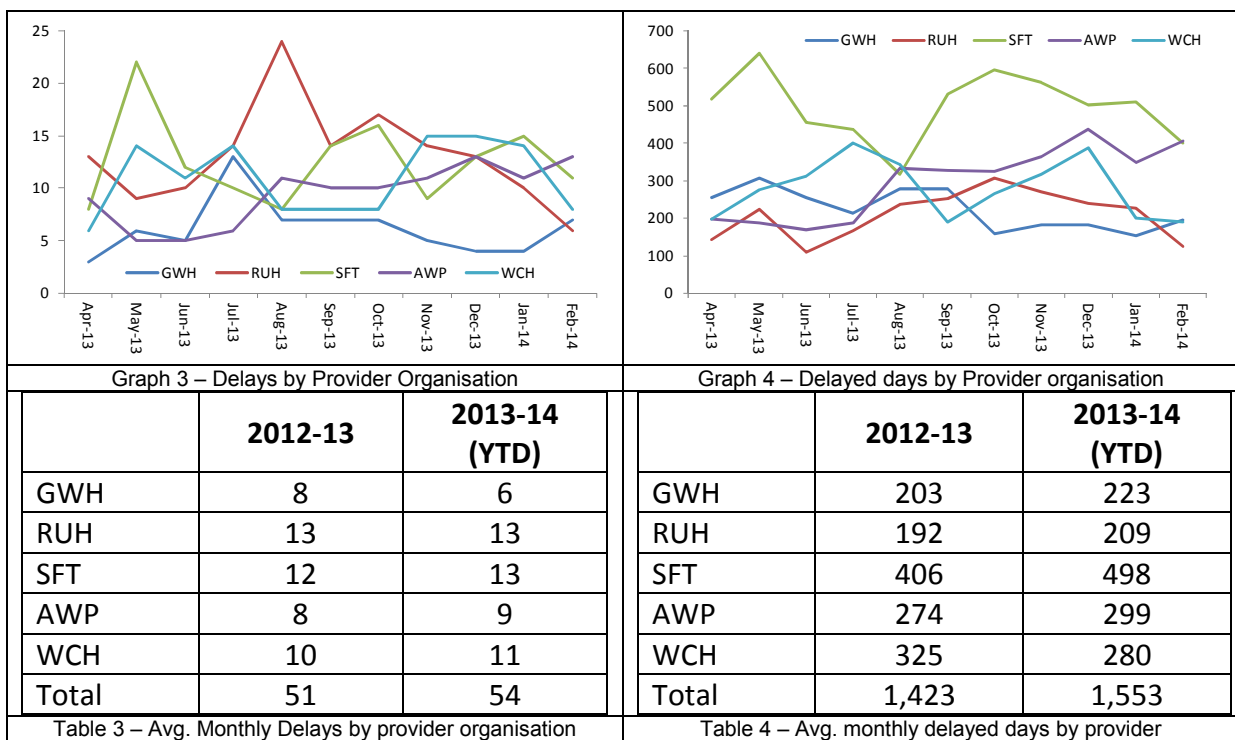 25
20
15
10
5
0
GWH RUH SFT AWP WCH
Apr-13 May-13 Jun-13 Jul-13 Aug-13 Sep-13 Oct-13 Nov-13 Dec-13 Jan-14 Feb-14
Graph 3 – Delays by Provider Organisation
700
600
500
400
300
200
100
0
GWH RUH SFT AWP WCH
Apr-13 May-13 Jun-13 Jul-13 Aug-13 Sep-13 Oct-13 Nov-13 Dec-13 Jan-14 Feb-14
Graph 4 – Delayed days by Provider organisation
2012-13 2013-14
(YTD)
GWH 8 6
RUH 13 13
SFT 12 13
AWP 8 9
WCH 10 11
Total 51 54
Table 3 – Avg. Monthly Delays by provider organisation
2012-13 2013-14
(YTD)
GWH 203 223
RUH 192 209
SFT 406 498
AWP 274 299
WCH 325 280
Total 1,423 1,553
Table 4 – Avg. monthly delayed days by provider